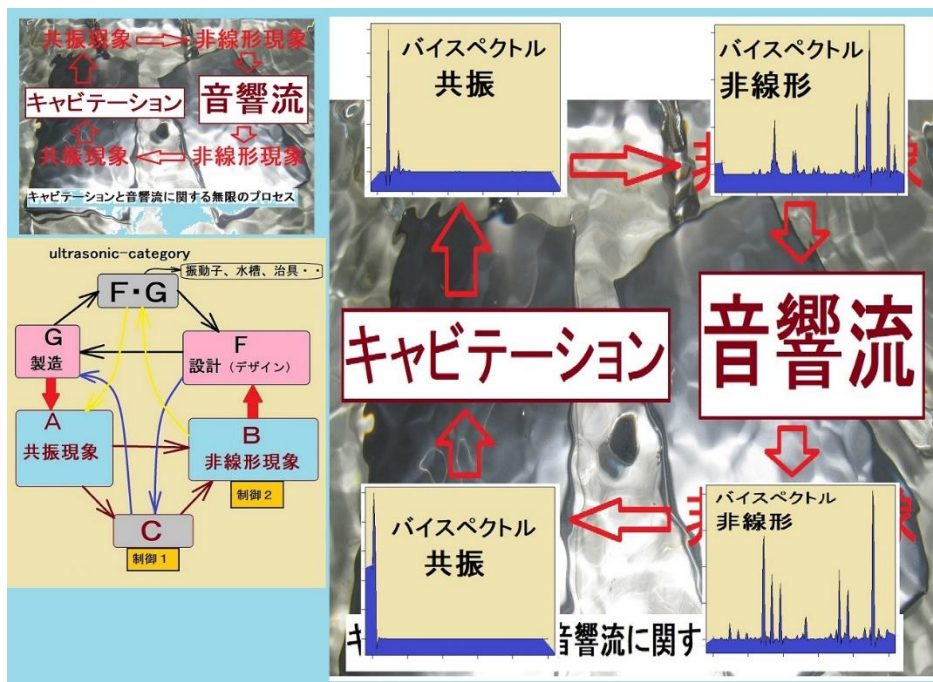 共振現象
非線形現象
キャビテーション
音響流
共振現象
非線形現象
キャビテーションと音響流に関する無限のプロセス
ultrasonic-category
振動子、水槽、治具・・
F・G
G
製造
F
設計（デザイン）
A
共振現象
B
非線形現象
制御2
C
制御1
バイスペクトル
共振
バイスペクトル
非線形
キャビテーション
音響流
バイスペクトル
共振
バイスペクトル
非線形
音響流に関す